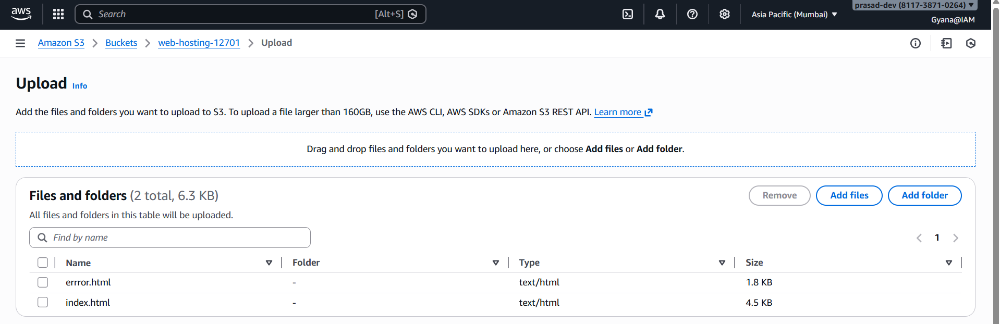 aws
Search [Alt+S]
Asia Pacific (Mumbai)
prasad-dev (8117-3871-0264)
Gyana@IAM
Amazon S3 > Buckets > web-hosting-12701 > Upload
Upload Info
Add the files and folders you want to upload to S3. To upload a file larger than 160GB, use the AWS CLI, AWS SDKs or Amazon S3 REST API. Learn more
Drag and drop files and folders you want to upload here, or choose Add files or Add folder.
Files and folders (2 total, 6.3 KB)
Remove Add files Add folder
All files and folders in this table will be uploaded.
Find by name
1
Name Folder Type Size
errror.html - text/html 1.8 KB
index.html - text/html 4.5 KB